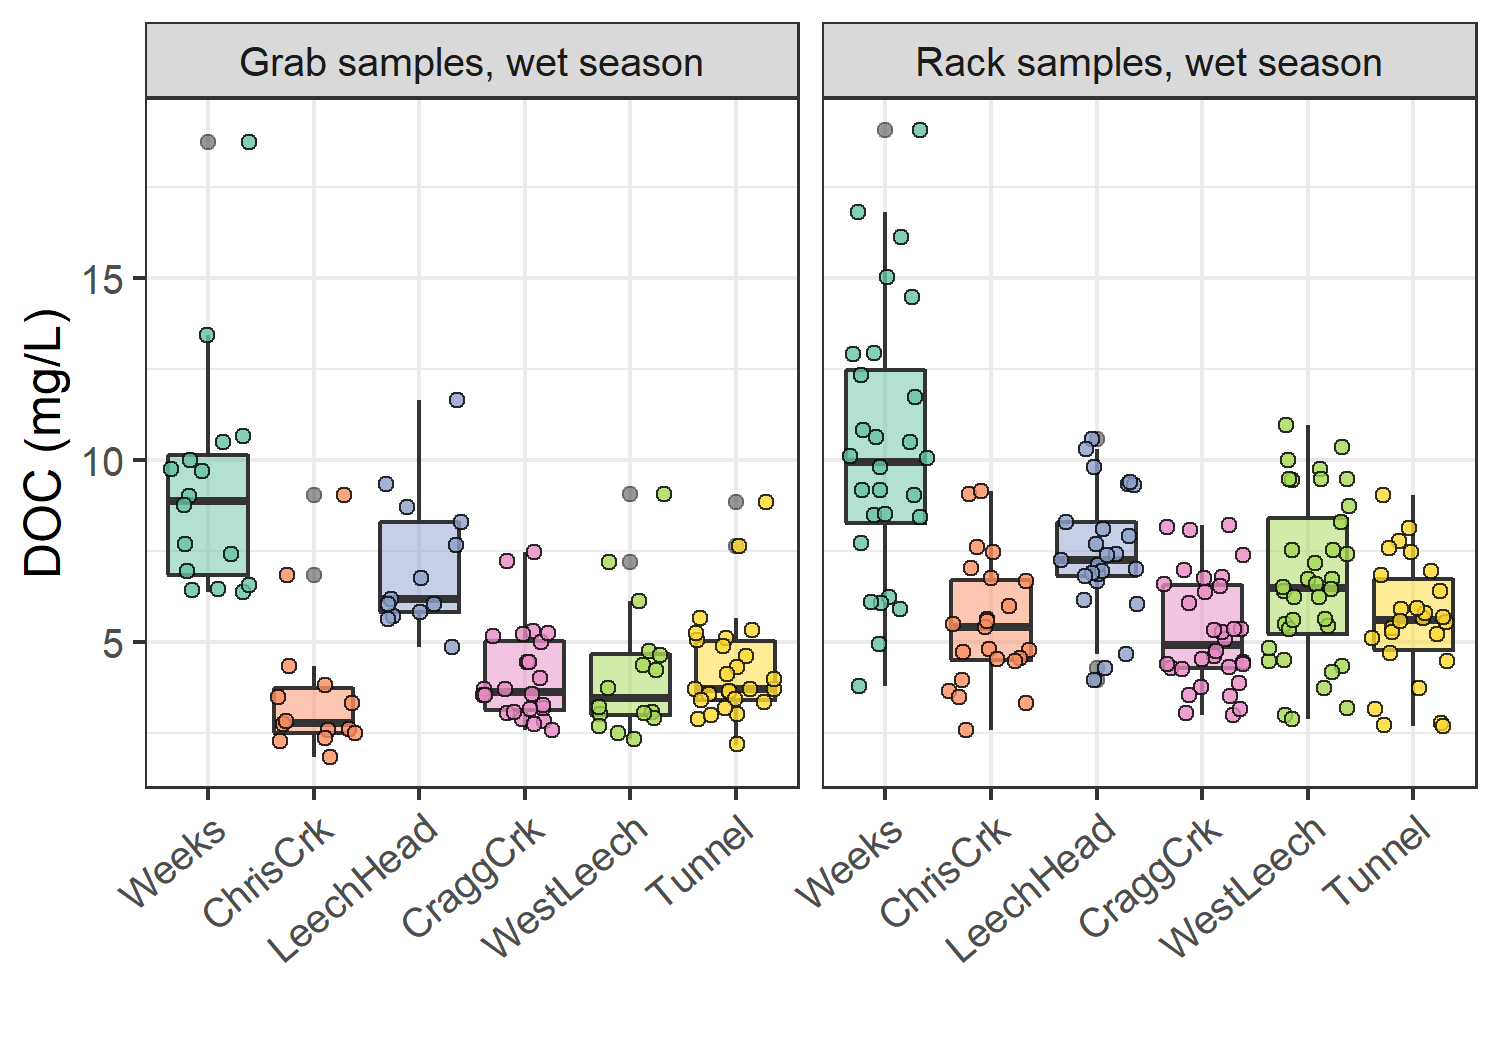 Grab samples, wet season
Rack samples, wet season
DOC (mg/L)
15
10
5
Weeks
ChrisCrk
LeechHead
CraggCrk
WestLeech
Tunnel
Weeks
ChrisCrk
LeechHead
CraggCrk
WestLeech
Tunnel